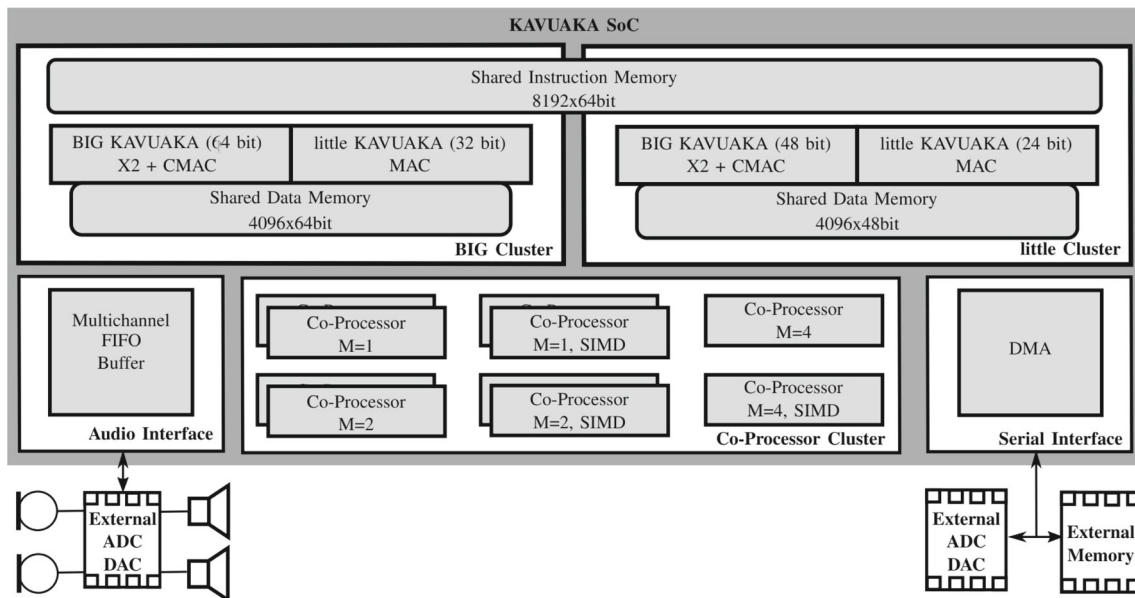 KAVUAKA SoC
Shared Instruction Memory
8192x64bit
BIG KAVUAKA (64 bit)
X2 + CMAC
little KAVUAKA (32 bit)
MAC
Shared Data Memory
4096x64bit
BIG Cluster
BIG KAVUAKA (48 bit)
X2 + CMAC
little KAVUAKA (24 bit)
MAC
Shared Data Memory
4096x48bit
little Cluster
Multichannel
FIFO
Buffer
Audio Interface
Co-Processor
M=1
Co-Processor
M=1, SIMD
Co-Processor
M=4
Co-Processor
M=2
Co-Processor
M=2, SIMD
Co-Processor
M=4, SIMD
Co-Processor Cluster
DMA
Serial Interface
External
ADC
DAC
External
ADC
DAC
External
Memory